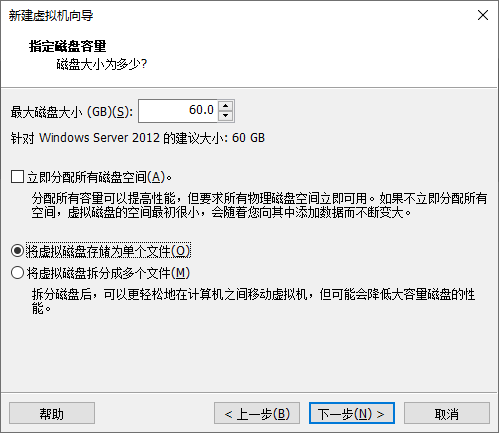 新建虚拟机向导
指定磁盘容量
磁盘大小为多少?
最大磁盘大小 (GB)(S): 60.0
针对 Windows Server 2012 的建议大小: 60 GB
立即分配所有磁盘空间(A)。
分配所有容量可以提高性能，但要求所有物理磁盘空间立即可用。如果不立即分配所有
空间，虚拟磁盘的空间最初很小，会随着您向其中添加数据而不断变大。
将虚拟磁盘存储为单个文件(O)
将虚拟磁盘拆分成多个文件(M)
拆分磁盘后，可以更轻松地在计算机之间移动虚拟机，但可能会降低大容量磁盘的性
能。
帮助 < 上一步(B) 下一步(N) > 取消